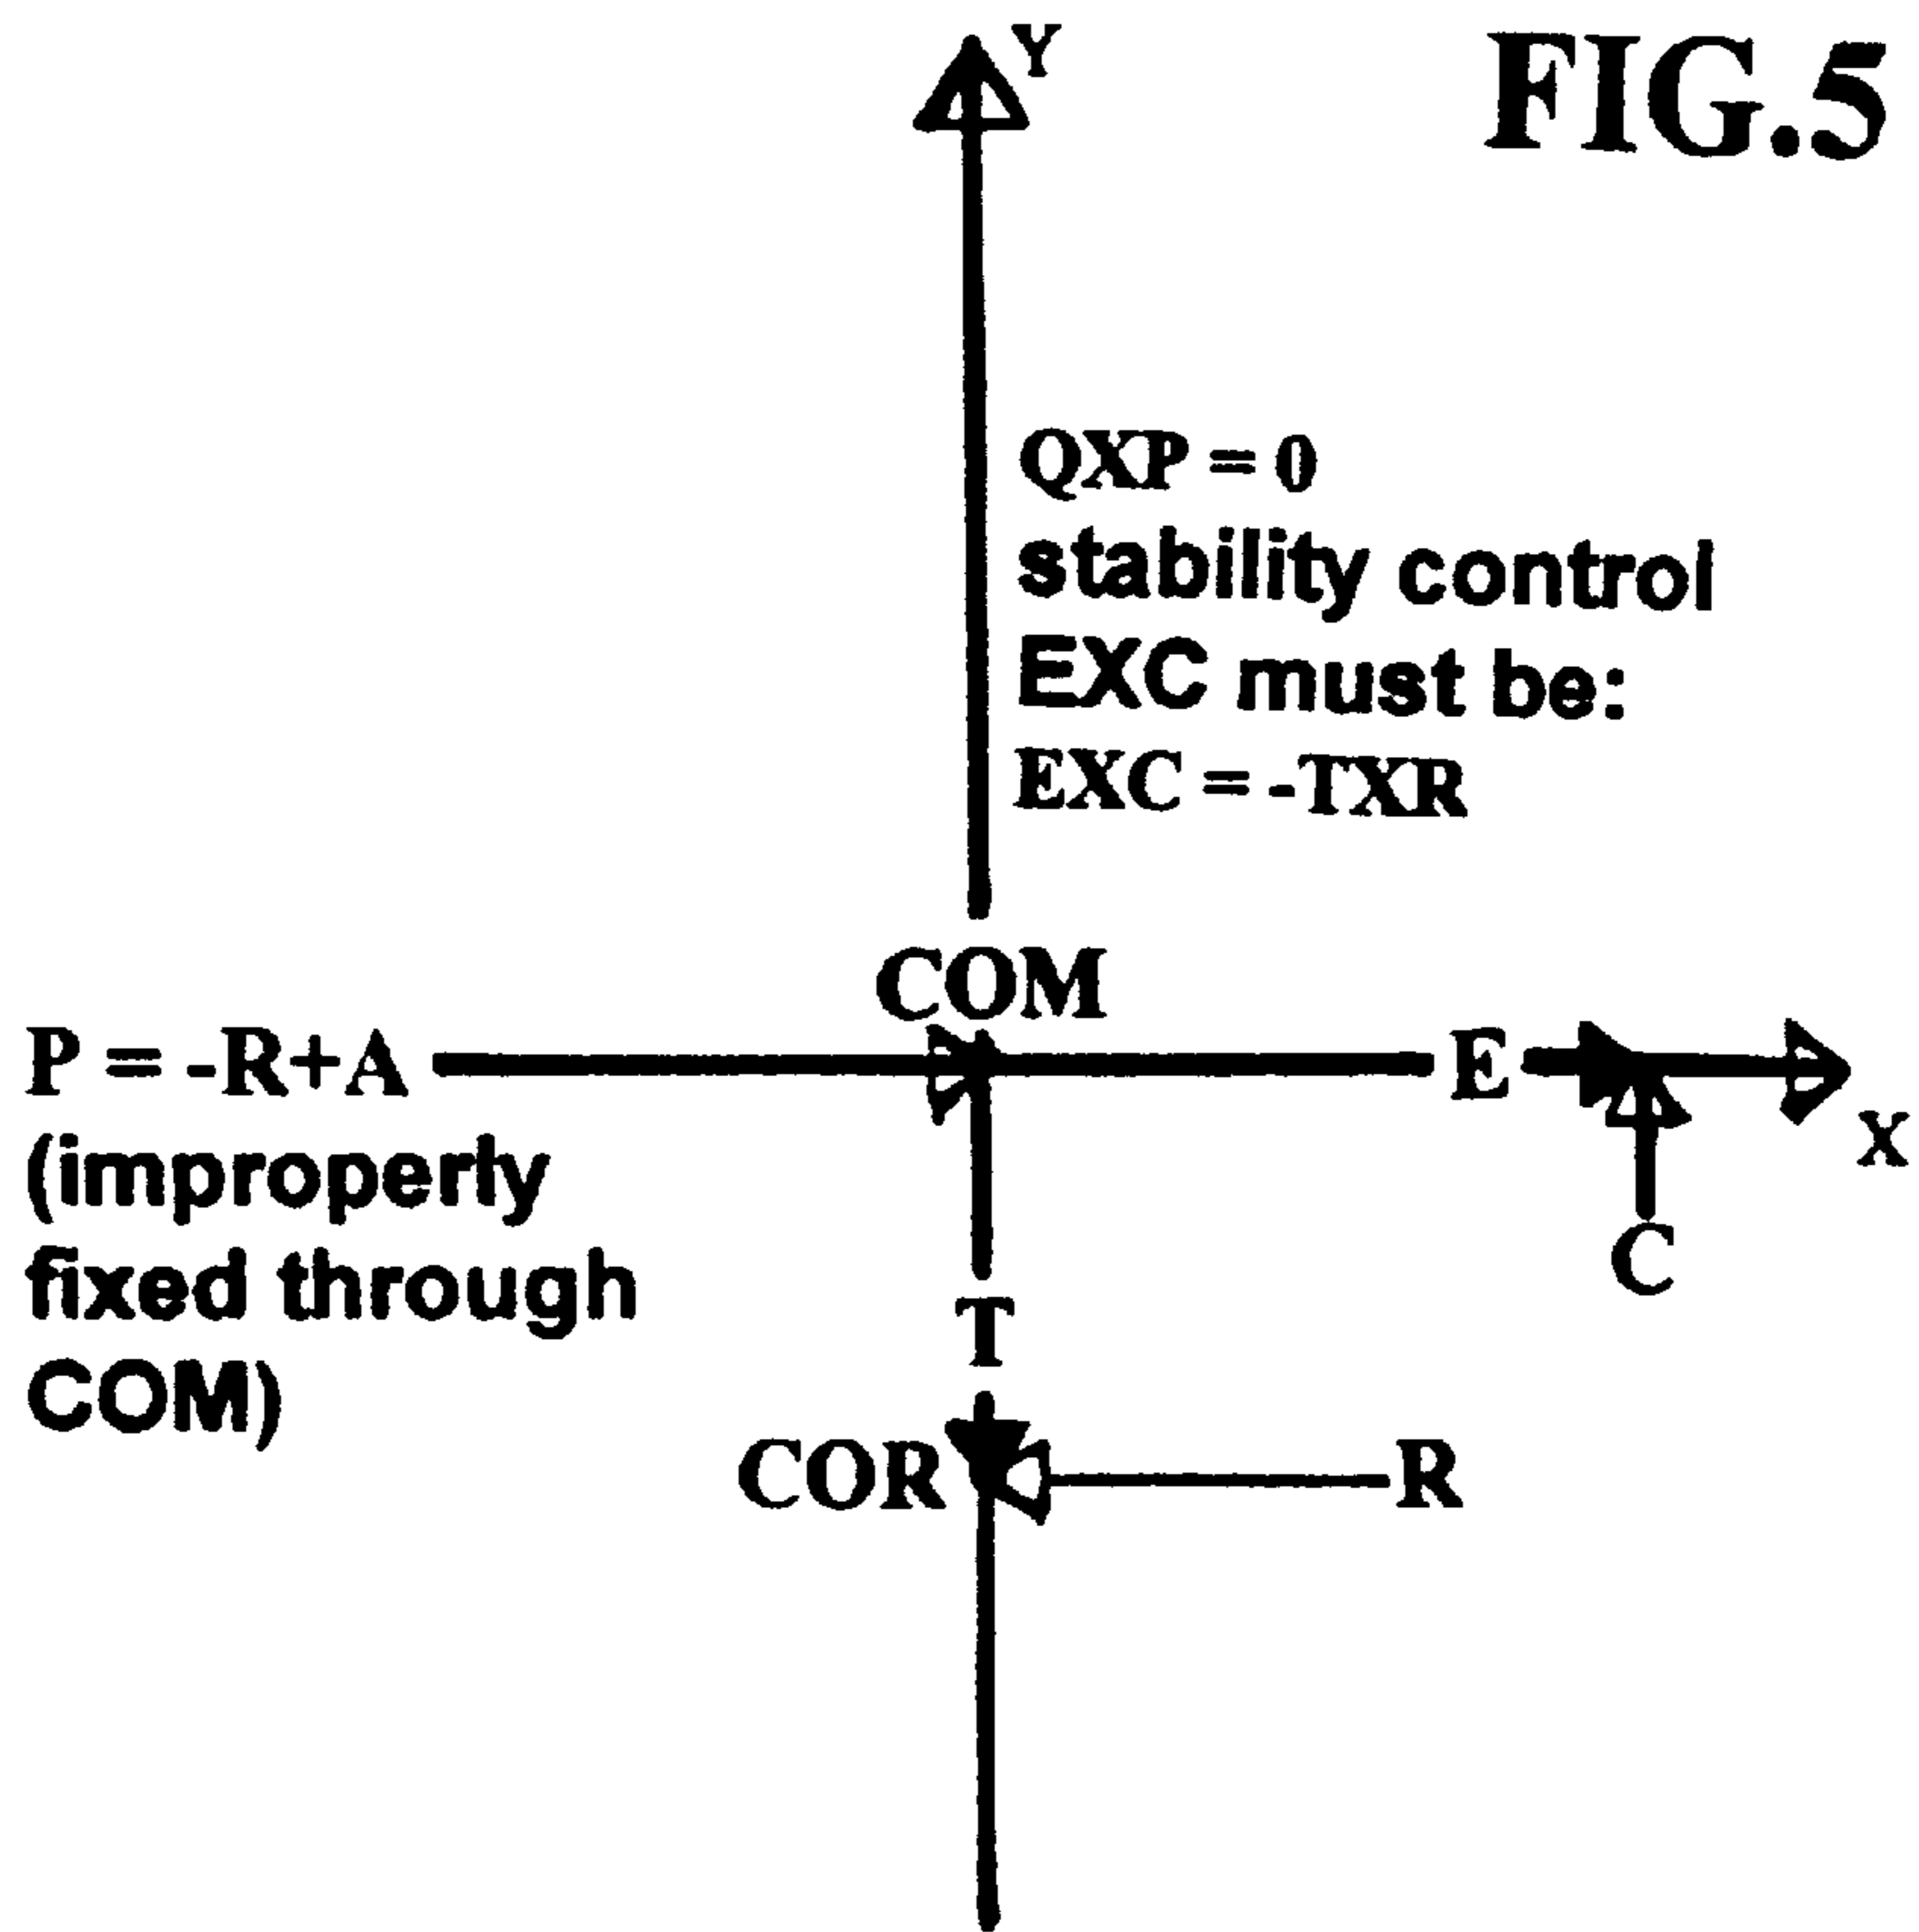 Y
FIG.5
QXP = 0
stability control
EXC must be:
EXC = -TXR
COM
P = -R+A
E
X
(improperly
fixed through
COM)
C
T
COR
R